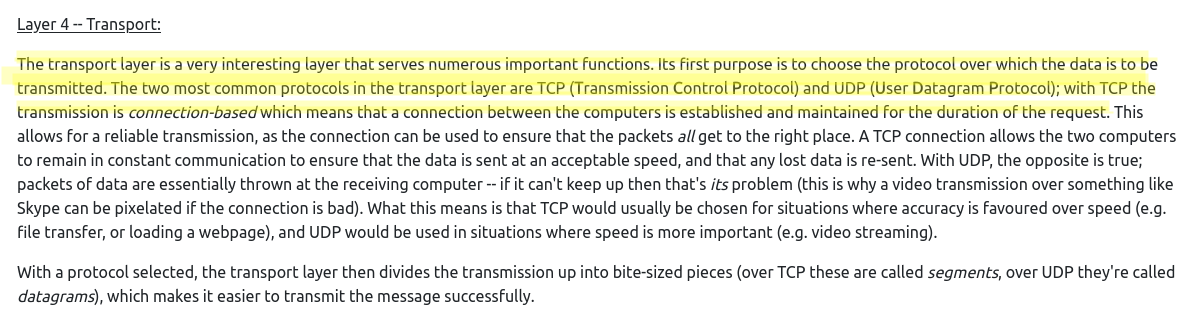 Layer 4 -- Transport:
The transport layer is a very interesting layer that serves numerous important functions. Its first purpose is to choose the protocol over which the data is to be
transmitted. The two most common protocols in the transport layer are TCP (Transmission Control Protocol) and UDP (User Datagram Protocol); with TCP the
transmission is connection-based which means that a connection between the computers is established and maintained for the duration of the request. This
allows for a reliable transmission, as the connection can be used to ensure that the packets all get to the right place. A TCP connection allows the two computers
to remain in constant communication to ensure that the data is sent at an acceptable speed, and that any lost data is re-sent. With UDP, the opposite is true;
packets of data are essentially thrown at the receiving computer -- if it can't keep up then that's its problem (this is why a video transmission over something like
Skype can be pixelated if the connection is bad). What this means is that TCP would usually be chosen for situations where accuracy is favoured over speed (e.g.
file transfer, or loading a webpage), and UDP would be used in situations where speed is more important (e.g. video streaming).
With a protocol selected, the transport layer then divides the transmission up into bite-sized pieces (over TCP these are called segments, over UDP they're called
datagrams), which makes it easier to transmit the message successfully.